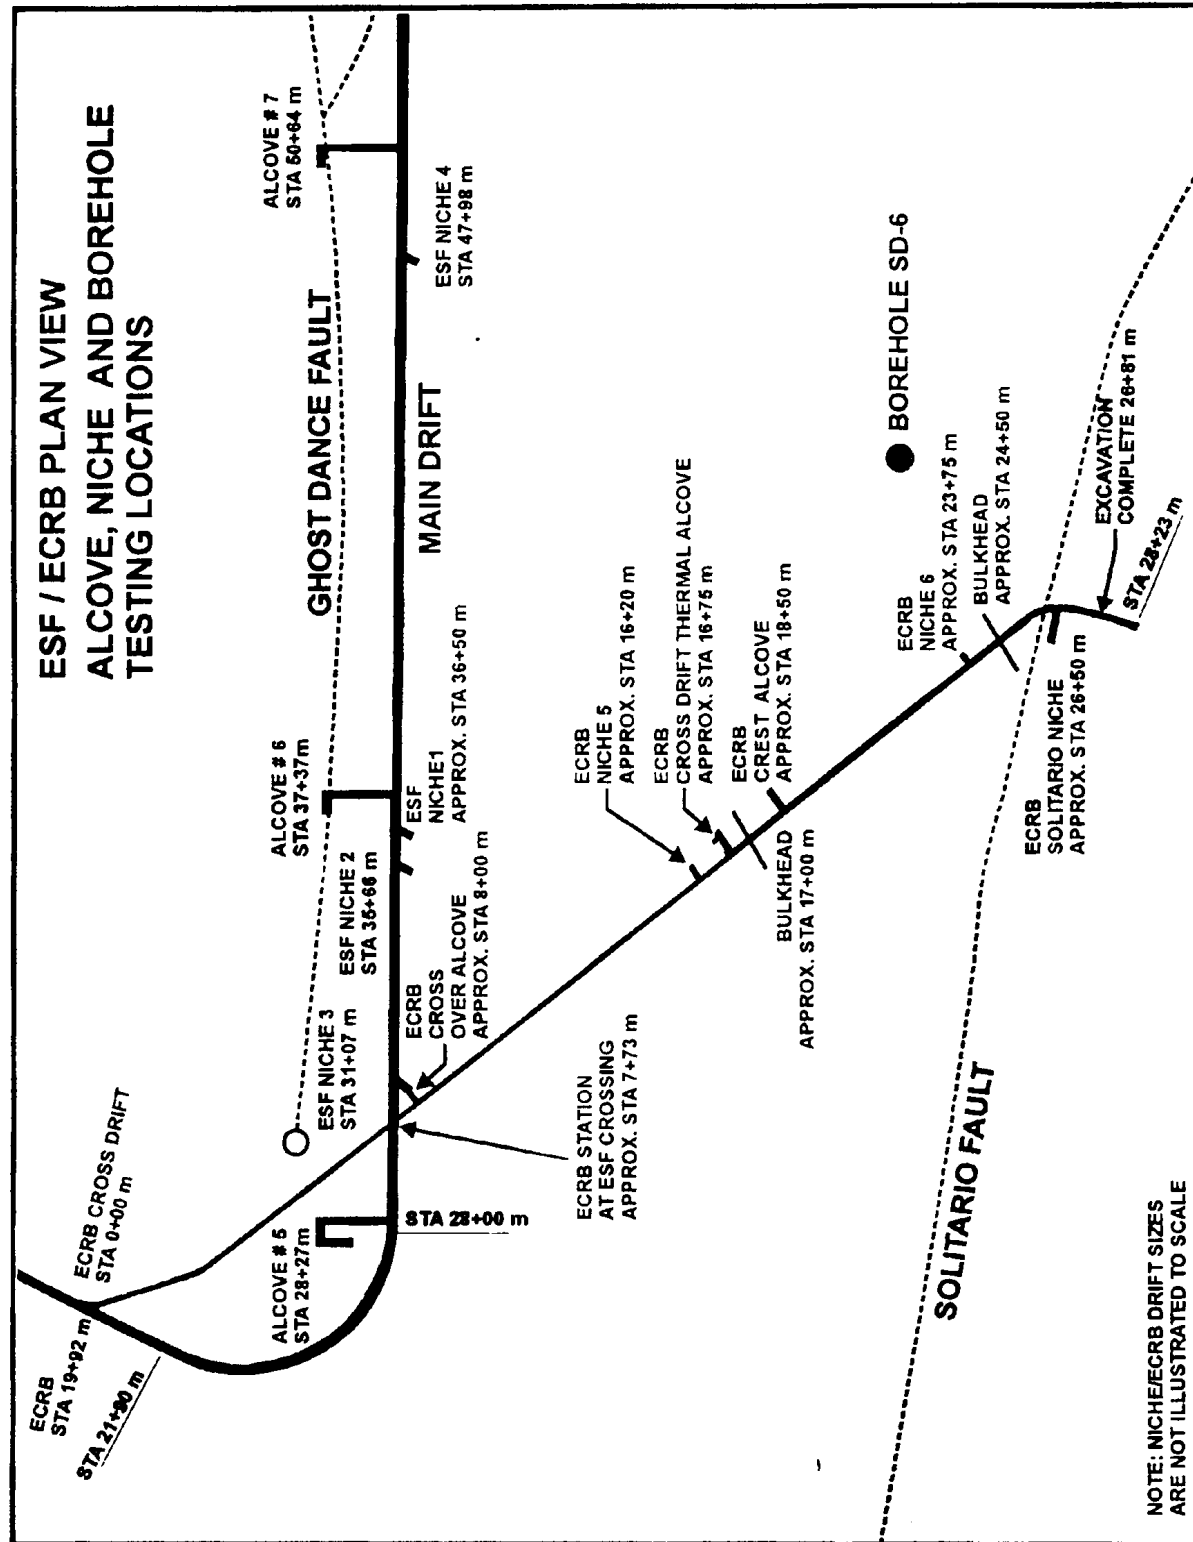 ESF / ECRB PLAN VIEW
ALCOVE, NICHE AND BOREHOLE
TESTING LOCATIONS
ECRB
STA 19+92 m
STA 21+90 m
ECRB CROSS DRIFT
STA 0+00 m
ALCOVE # 5
STA 28+27m
STA 28+00 m
ESF NICHE 3
STA 31+07 m
ESF NICHE 2
STA 35+66 m
ALCOVE # 6
STA 37+37m
GHOST DANCE FAULT
ALCOVE # 7
STA 50+64 m
ECRB
CROSS
OVER ALCOVE
APPROX. STA 8+00 m
ESF
NICHE1
APPROX. STA 36+50 m
MAIN DRIFT
ESF NICHE 4
STA 47+98 m
ECRB STATION
AT ESF CROSSING
APPROX. STA 7+73 m
ECRB
NICHE 5
APPROX. STA 16+20 m
ECRB
CROSS DRIFT THERMAL ALCOVE
APPROX. STA 16+75 m
ECRB
CREST ALCOVE
APPROX. STA 18+50 m
BULKHEAD
APPROX. STA 17+00 m
BOREHOLE SD-6
ECRB
NICHE 6
APPROX. STA 23+75 m
BULKHEAD
APPROX. STA 24+50 m
SOLITARIO FAULT
ECRB
SOLITARIO NICHE
APPROX. STA 26+50 m
EXCAVATION
COMPLETE 26+81 m
STA 28+23 m
NOTE: NICHE/ECRB DRIFT SIZES
ARE NOT ILLUSTRATED TO SCALE